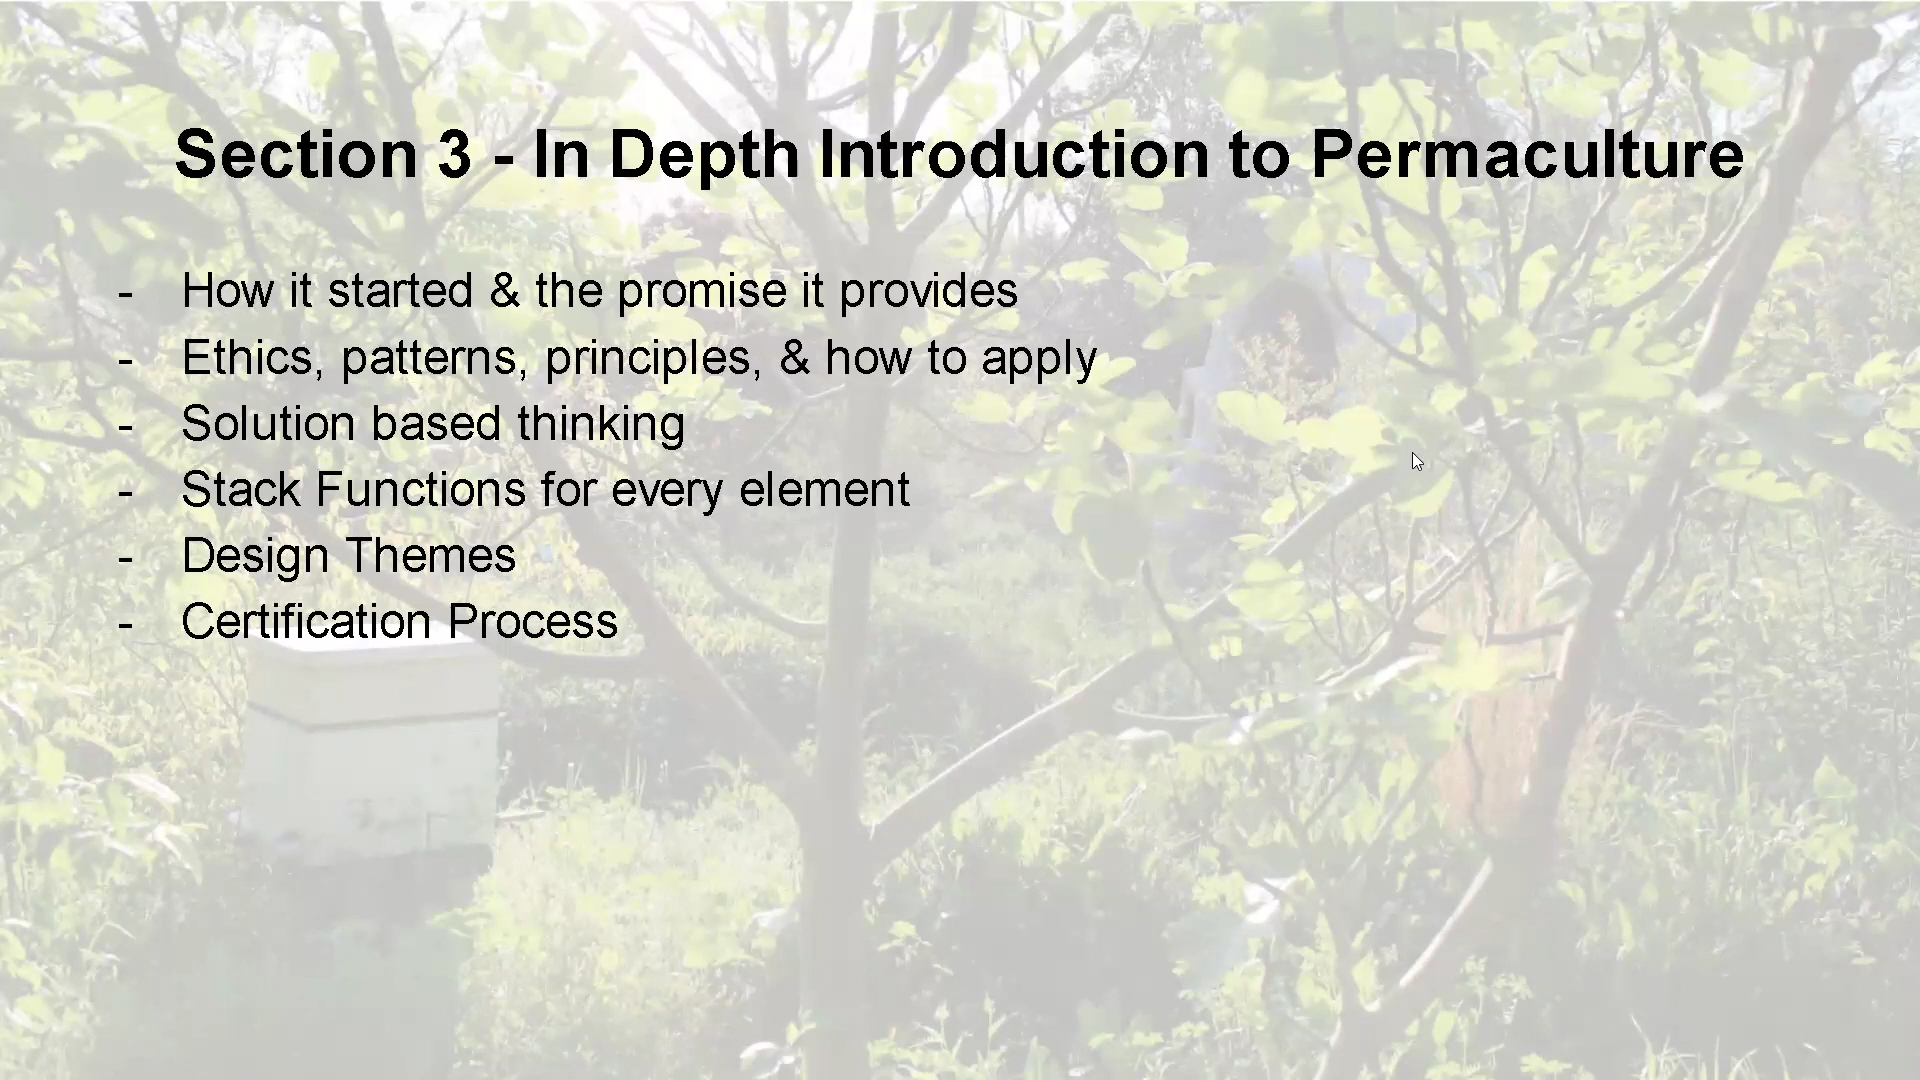 Section 3 - In Depth Introduction to Permaculture
- How it started & the promise it provides
- Ethics, patterns, principles, & how to apply
- Solution based thinking
- Stack Functions for every element
- Design Themes
- Certification Process